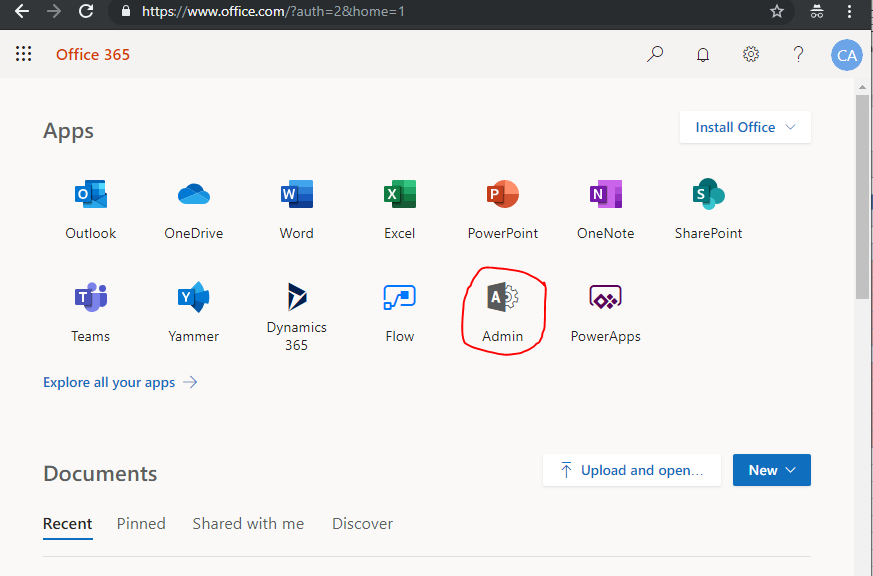 https://www.office.com/?auth=2&home=1
Office 365
?
CA
Apps
Install Office
O
W
X
P
N
S
Outlook
OneDrive
Word
Excel
PowerPoint
OneNote
SharePoint
T
Y
A
Teams
Yammer
Dynamics
365
Flow
Admin
PowerApps
Explore all your apps →
Documents
Upload and open...
New
Recent
Pinned
Shared with me
Discover